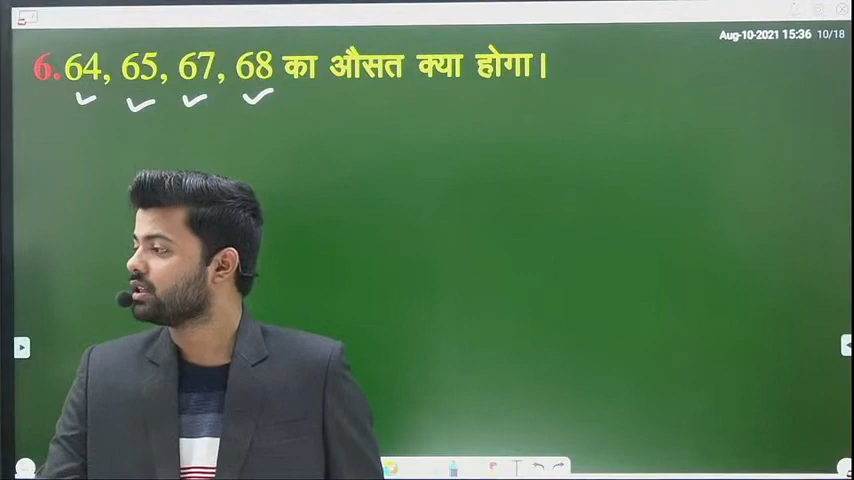 Aug-10-2021 15:36 10/18
6. 64, 65, 67, 68 का औसत क्या होगा।